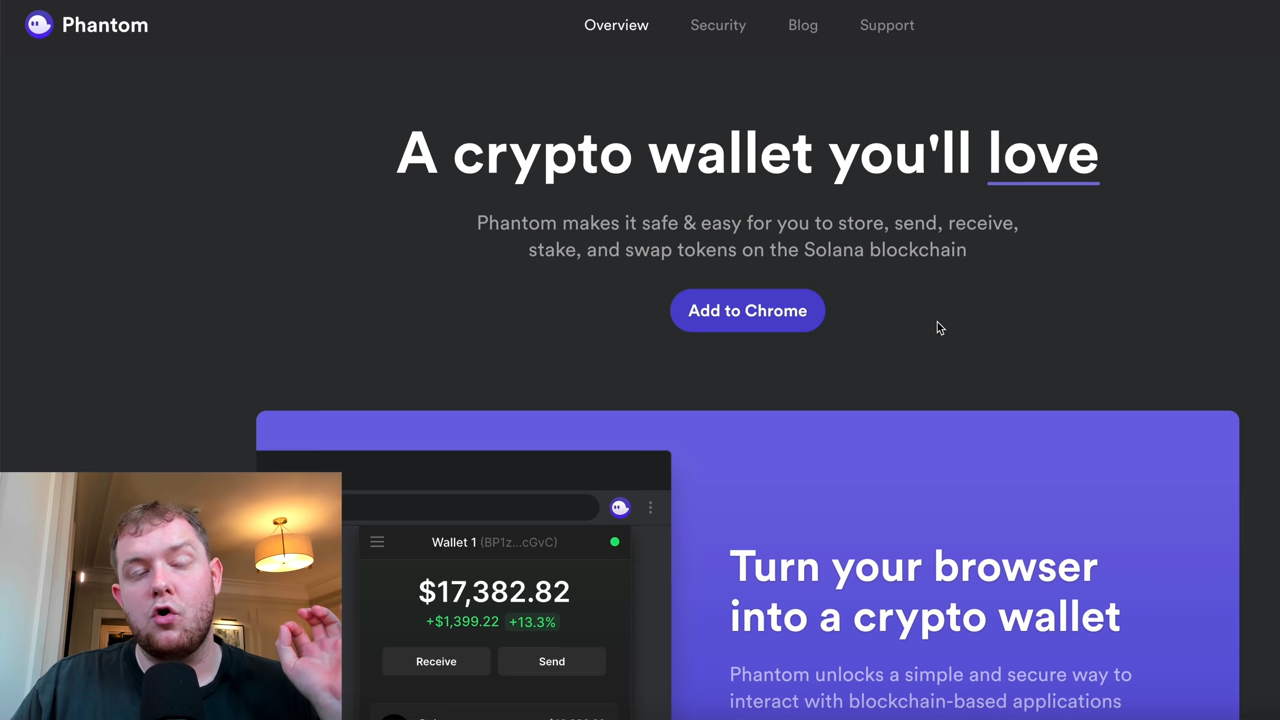 Phantom
Overview
Security
Blog
Support
A crypto wallet you'll love
Phantom makes it safe & easy for you to store, send, receive,
stake, and swap tokens on the Solana blockchain
Add to Chrome
Wallet 1 (BP1z...cGvC)
$17,382.82
+$1,399.22 +13.3%
Receive
Send
Turn your browser
into a crypto wallet
Phantom unlocks a simple and secure way to
interact with blockchain-based applications